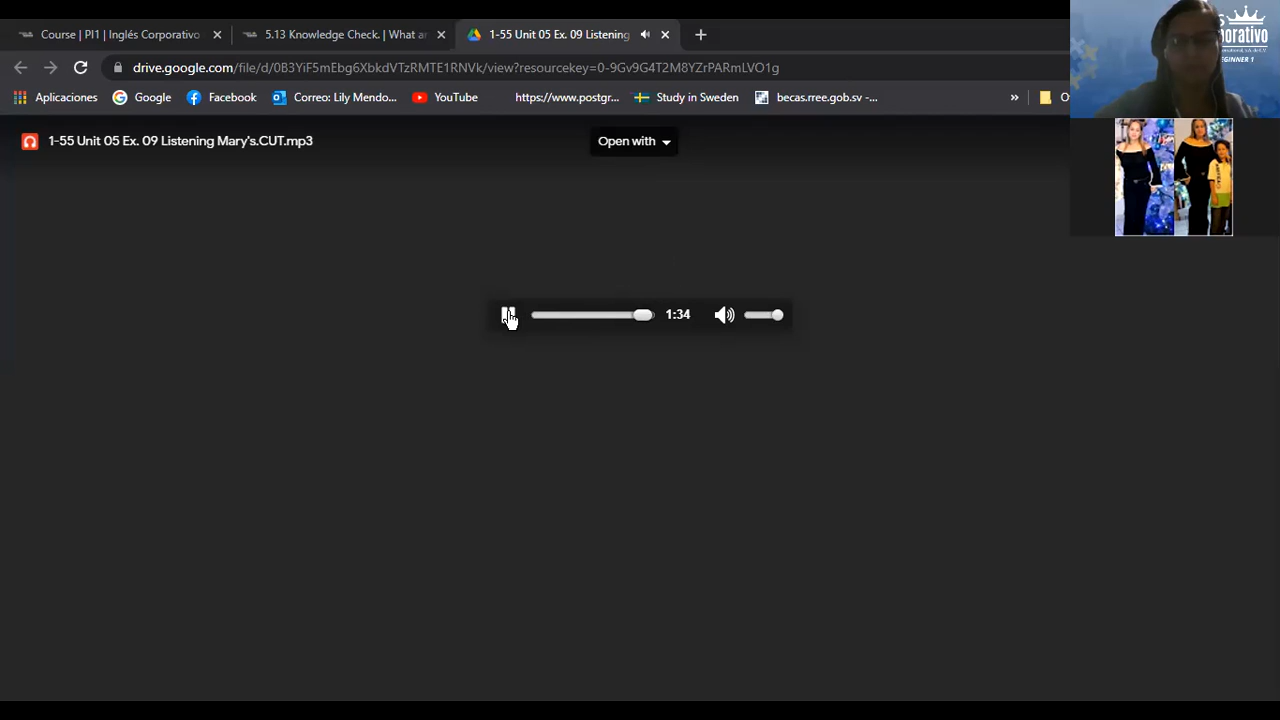 Course | PI1 | Inglés Corporativo
5.13 Knowledge Check. | What ar
1-55 Unit 05 Ex. 09 Listening
drive.google.com/file/d/0B3YiF5mEbg6XbkdVTzRMTE1RNVk/view?resourcekey=0-9Gv9G4T2M8YZrPARmLVO1g
Aplicaciones
Google
Facebook
Correo: Lily Mendo...
YouTube
https://www.postgr...
Study in Sweden
becas.rree.gob.sv -...
»
1-55 Unit 05 Ex. 09 Listening Mary's.CUT.mp3
Open with
1:34
S
rporativo
EGINNER 1